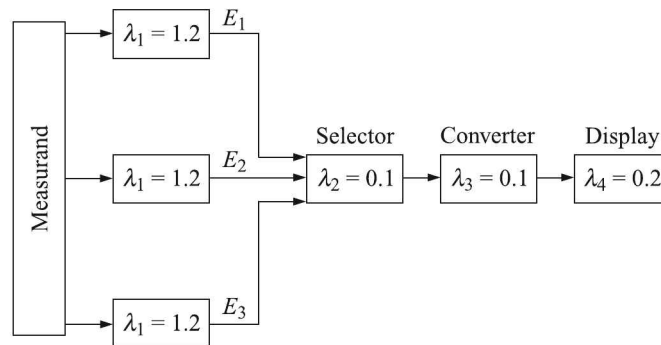 λ₁ = 1.2
E₁
Measurand
λ₁ = 1.2
E₂
Selector
λ₂ = 0.1
Converter
λ₃ = 0.1
Display
λ₄ = 0.2
λ₁ = 1.2
E₃